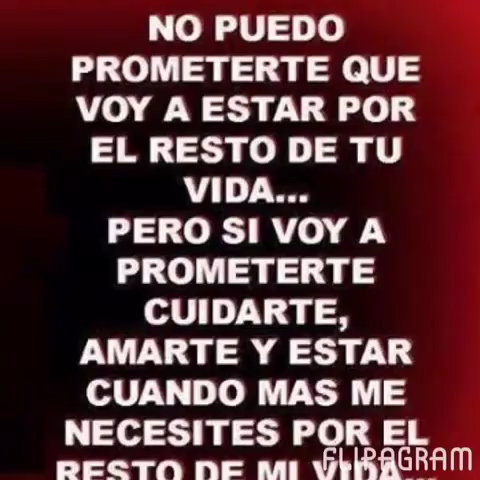 NO PUEDO
PROMETERTE QUE
VOY A ESTAR POR
EL RESTO DE TU
VIDA...
PERO SI VOY A
PROMETERTE
CUIDARTE,
AMARTE Y ESTAR
CUANDO MAS ME
NECESITES POR EL
RESTO DE MI VIDA...
FLIPAGRAM